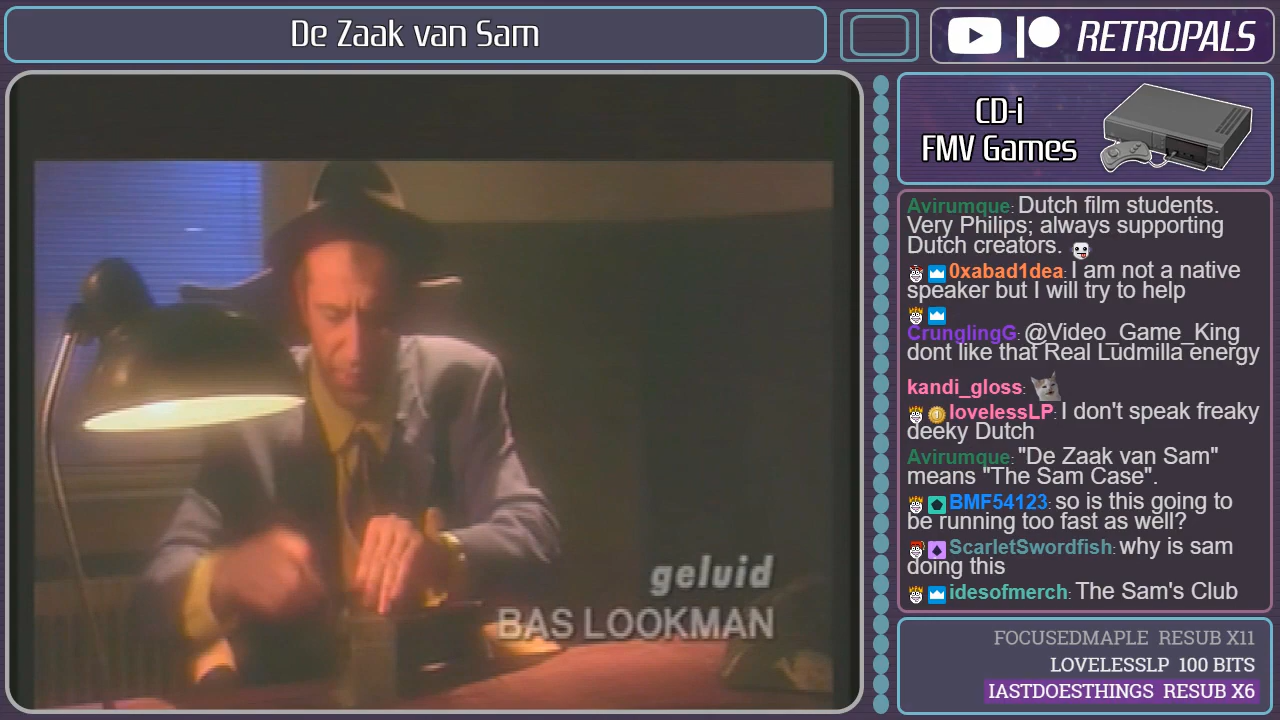 De Zaak van Sam
RETROPALS
CD-i
FMV Games
geluid
BAS LOOKMAN
Avirumque: Dutch film students.
Very Philips; always supporting
Dutch creators.
0xabad1dea: I am not a native
speaker but I will try to help
CrunglingG: @Video_Game_King
dont like that Real Ludmilla energy
kandi_gloss:
lovelessLP: I don't speak freaky
deeky Dutch
Avirumque: "De Zaak van Sam"
means "The Sam Case".
BMF54123: so is this going to
be running too fast as well?
ScarletSwordfish: why is sam
doing this
idesofmerch: The Sam's Club
FOCUSEDMAPLE RESUB X11
LOVELESSLP 100 BITS
IASTDOESTHINGS RESUB X6